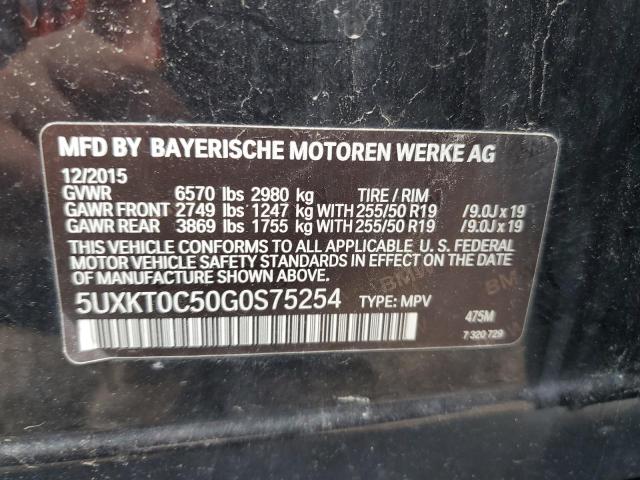 MFD BY BAYERISCHE MOTOREN WERKE AG
12/2015
GVWR 6570 lbs 2980 kg TIRE / RIM
GAWR FRONT 2749 lbs 1247 kg WITH 255/50 R19 /9.0J x 19
GAWR REAR 3869 lbs 1755 kg WITH 255/50 R19 /9.0J x 19
THIS VEHICLE CONFORMS TO ALL APPLICABLE U. S. FEDERAL
MOTOR VEHICLE SAFETY STANDARDS IN EFFECT ON THE DATE
OF MANUFACTURE SHOWN ABOVE.
5UXKT0C50G0S75254 TYPE: MPV
475M
7 320 729